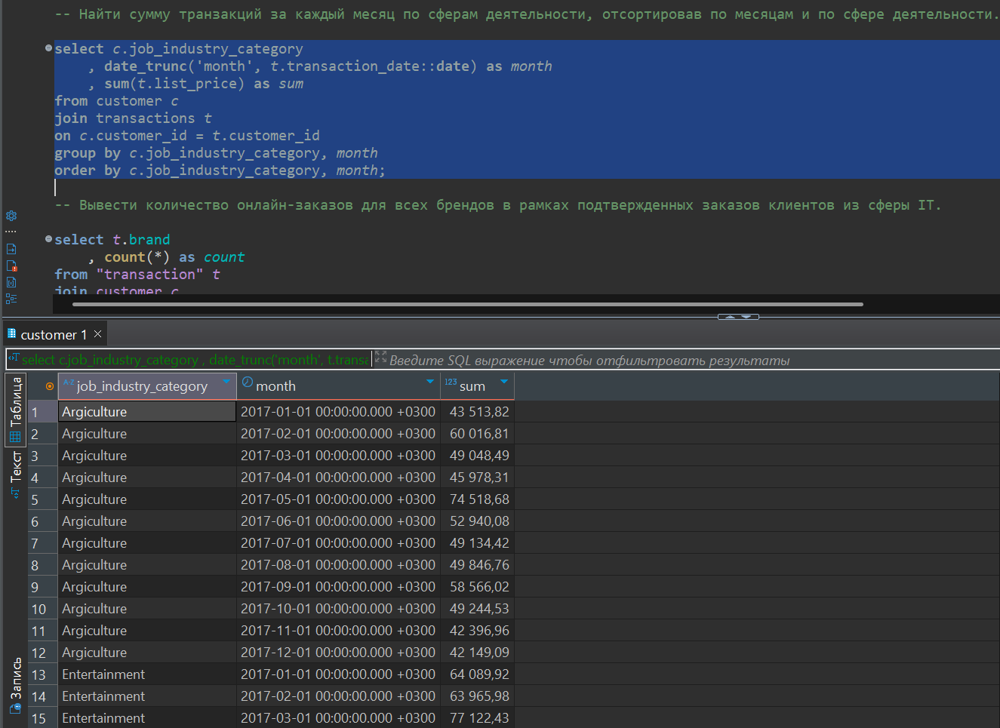 -- Найти сумму транзакций за каждый месяц по сферам деятельности, отсортировав по месяцам и по сфере деятельности.
select c.job_industry_category
, date_trunc('month', t.transaction_date::date) as month
, sum(t.list_price) as sum
from customer c
join transactions t
on c.customer_id = t.customer_id
group by c.job_industry_category, month
order by c.job_industry_category, month;
-- Вывести количество онлайн-заказов для всех брендов в рамках подтвержденных заказов клиентов из сферы IT.
select t.brand
, count(*) as count
from "transaction" t
join customer c
customer 1
select c.job_industry_category , date_trunc('month', t.transa Введите SQL выражение чтобы отфильтровать результаты
Таблица
Текст
Запись
A-Z job_industry_category month 123 sum
1 Argiculture 2017-01-01 00:00:00.000 +0300 43 513,82
2 Argiculture 2017-02-01 00:00:00.000 +0300 60 016,81
3 Argiculture 2017-03-01 00:00:00.000 +0300 49 048,49
4 Argiculture 2017-04-01 00:00:00.000 +0300 45 978,31
5 Argiculture 2017-05-01 00:00:00.000 +0300 74 518,68
6 Argiculture 2017-06-01 00:00:00.000 +0300 52 940,08
7 Argiculture 2017-07-01 00:00:00.000 +0300 49 134,42
8 Argiculture 2017-08-01 00:00:00.000 +0300 49 846,76
9 Argiculture 2017-09-01 00:00:00.000 +0300 58 566,02
10 Argiculture 2017-10-01 00:00:00.000 +0300 49 244,53
11 Argiculture 2017-11-01 00:00:00.000 +0300 42 396,96
12 Argiculture 2017-12-01 00:00:00.000 +0300 42 149,09
13 Entertainment 2017-01-01 00:00:00.000 +0300 64 089,92
14 Entertainment 2017-02-01 00:00:00.000 +0300 63 965,98
15 Entertainment 2017-03-01 00:00:00.000 +0300 77 122,43